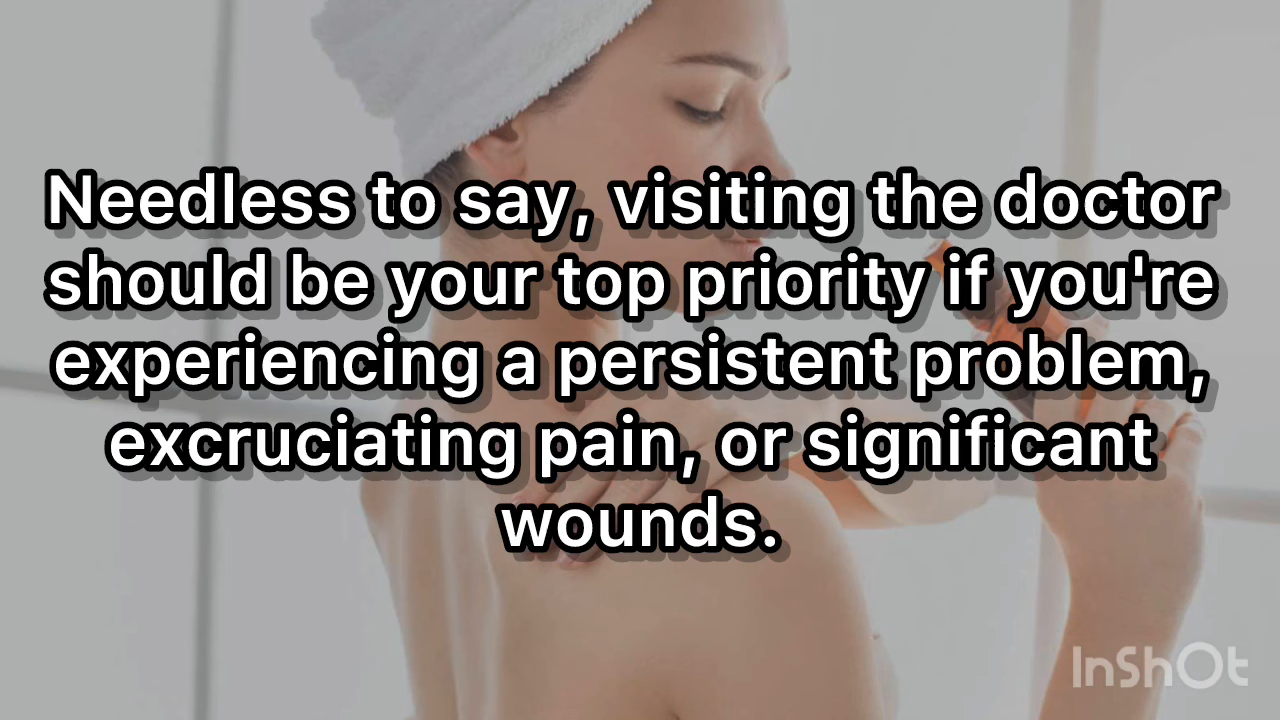 Needless to say, visiting the doctor
should be your top priority if you're
experiencing a persistent problem,
excruciating pain, or significant
wounds.
InShOt